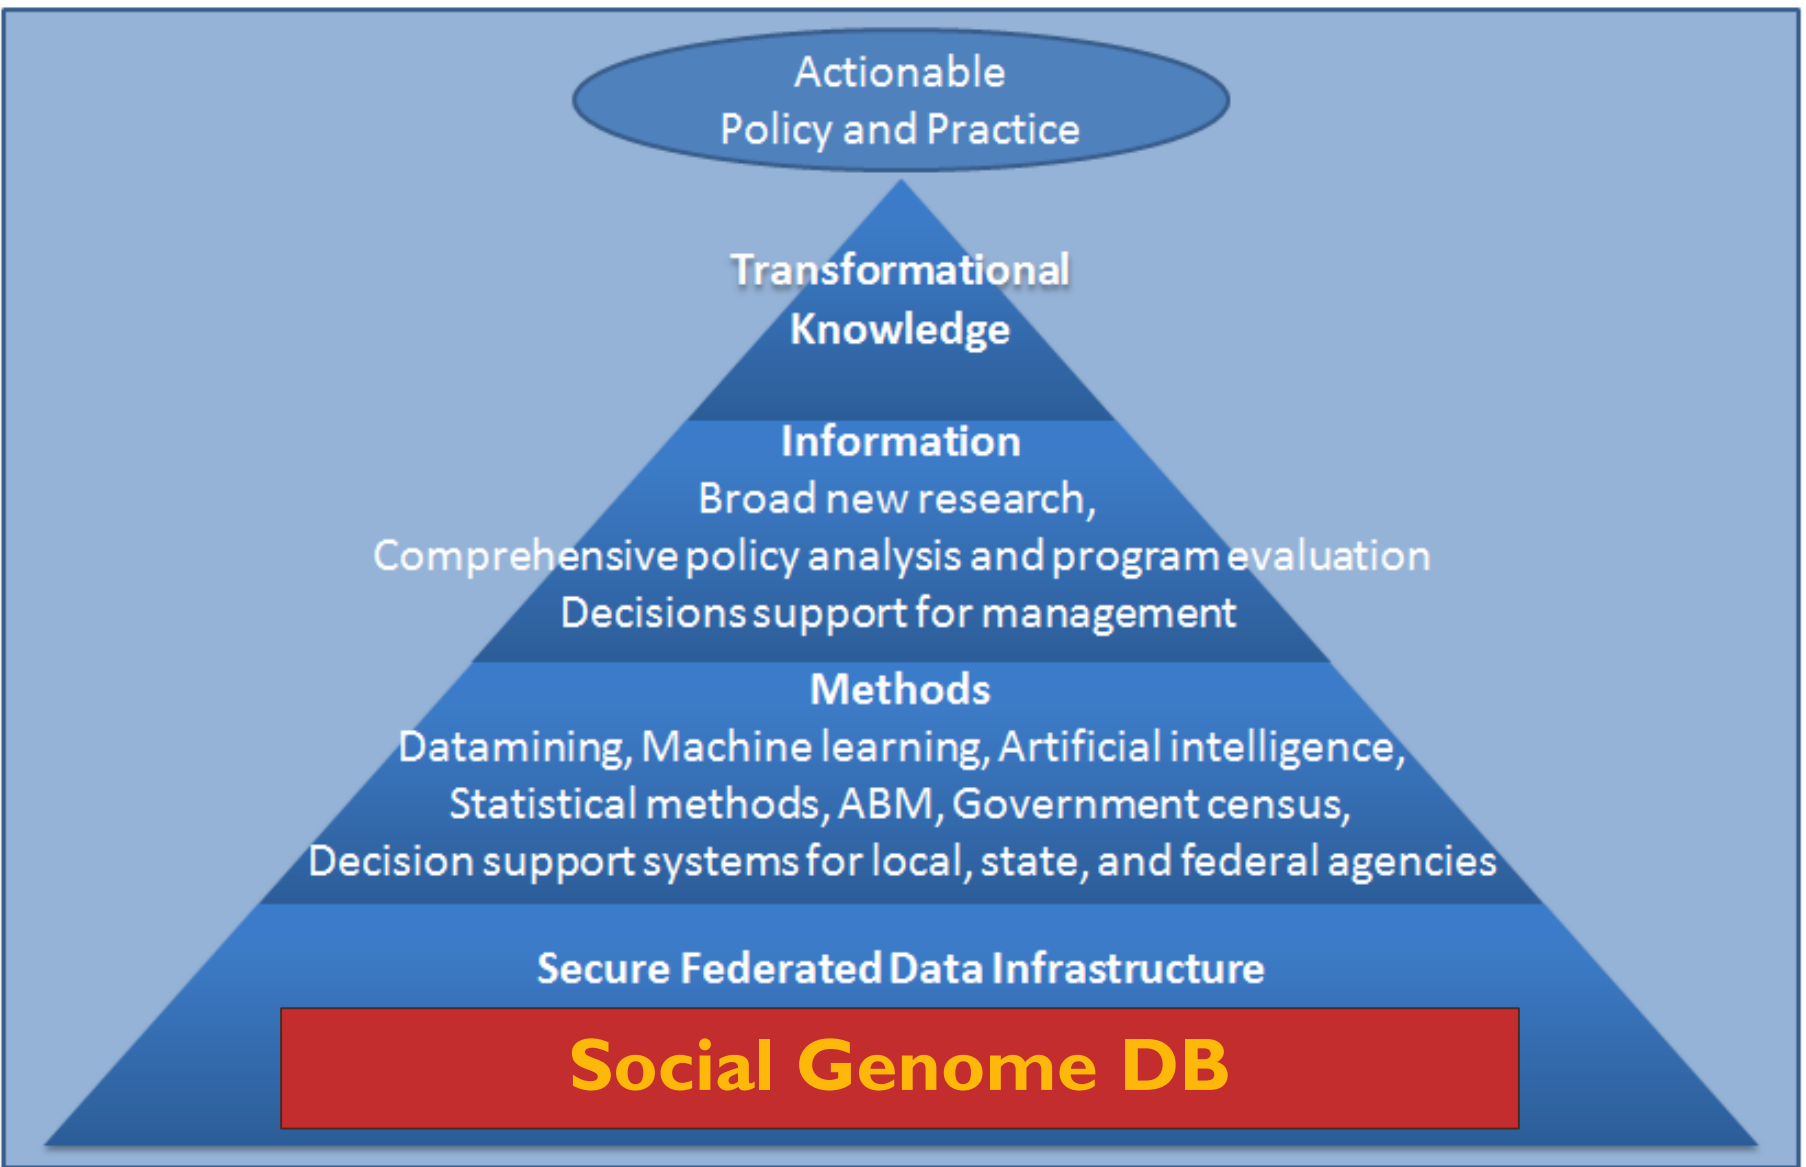 Actionable
Policy and Practice
Transformational
Knowledge
Information
Broad new research,
Comprehensive policy analysis and program evaluation
Decisions support for management
Methods
Datamining, Machine learning, Artificial intelligence,
Statistical methods, ABM, Government census,
Decision support systems for local, state, and federal agencies
Secure Federated Data Infrastructure
Social Genome DB